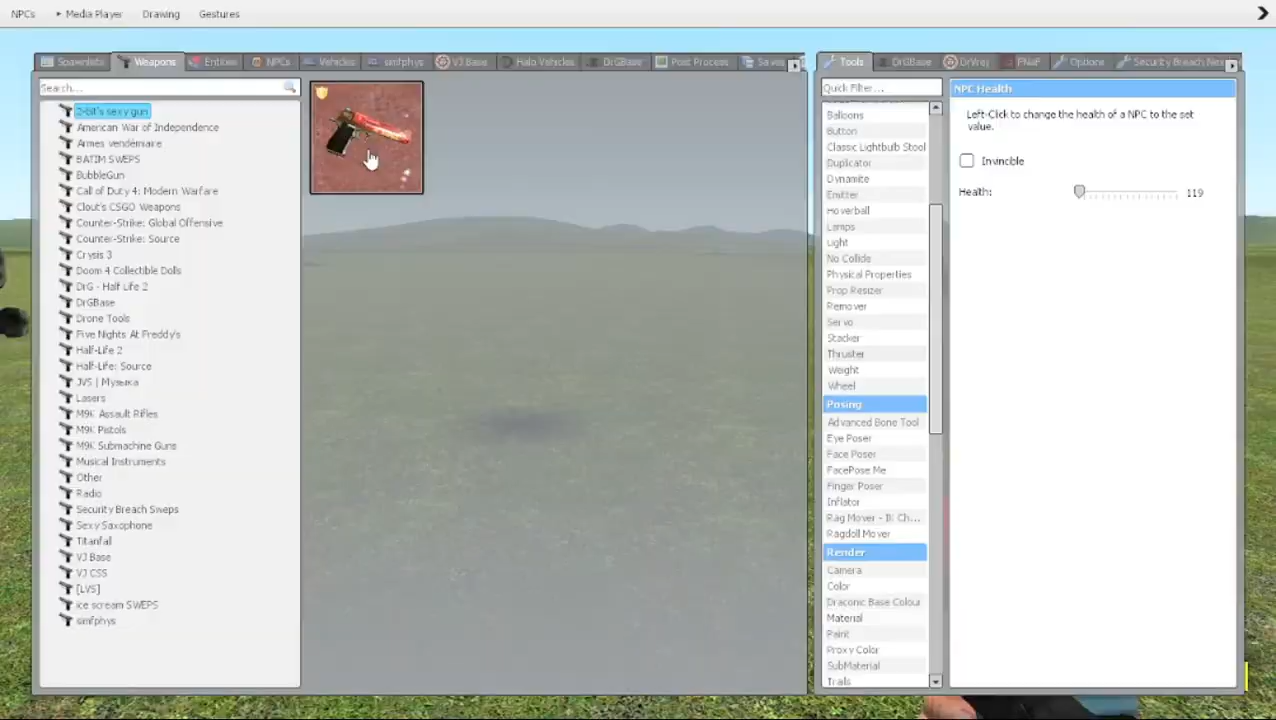 NPCs
Media Player
Drawing
Gestures
Spawnlists
Weapons
Entities
NPCs
Vehicles
simfphys
VJ Base
Halo Vehicles
DrGBase
Post Process
Saves
Tools
DrGBase
DrVrej
FNaF
Options
Security Breach Nex
Search...
2-bit's sexy gun
American War of Independence
Armes vendémiaire
BATIM SWEPS
BubbleGun
Call of Duty 4: Modern Warfare
Clout's CSGO Weapons
Counter-Strike: Global Offensive
Counter-Strike: Source
Crysis 3
Doom 4 Collectible Dolls
DrG - Half Life 2
DrGBase
Drone Tools
Five Nights At Freddy's
Half-Life 2
Half-Life: Source
JVS | Музыка
Lasers
M9K Assault Rifles
M9K Pistols
M9K Submachine Guns
Musical Instruments
Other
Radio
Security Breach Sweps
Sexy Saxophone
Titanfall
VJ Base
VJ CSS
[LVS]
ice scream SWEPS
simfphys
Quick Filter...
Balloons
Button
Classic Lightbulb Stool
Duplicator
Dynamite
Emitter
Hoverball
Lamps
Light
No Collide
Physical Properties
Prop Resizer
Remover
Servo
Stacker
Thruster
Weight
Wheel
Posing
Advanced Bone Tool
Eye Poser
Face Poser
FacePose Me
Finger Poser
Inflator
Rag Mover - IK Ch...
Ragdoll Mover
Render
Camera
Color
Draconic Base Colour
Material
Paint
Proxy Color
SubMaterial
Trails
NPC Health
Left-Click to change the health of a NPC to the set
value.
Invincible
Health: 119